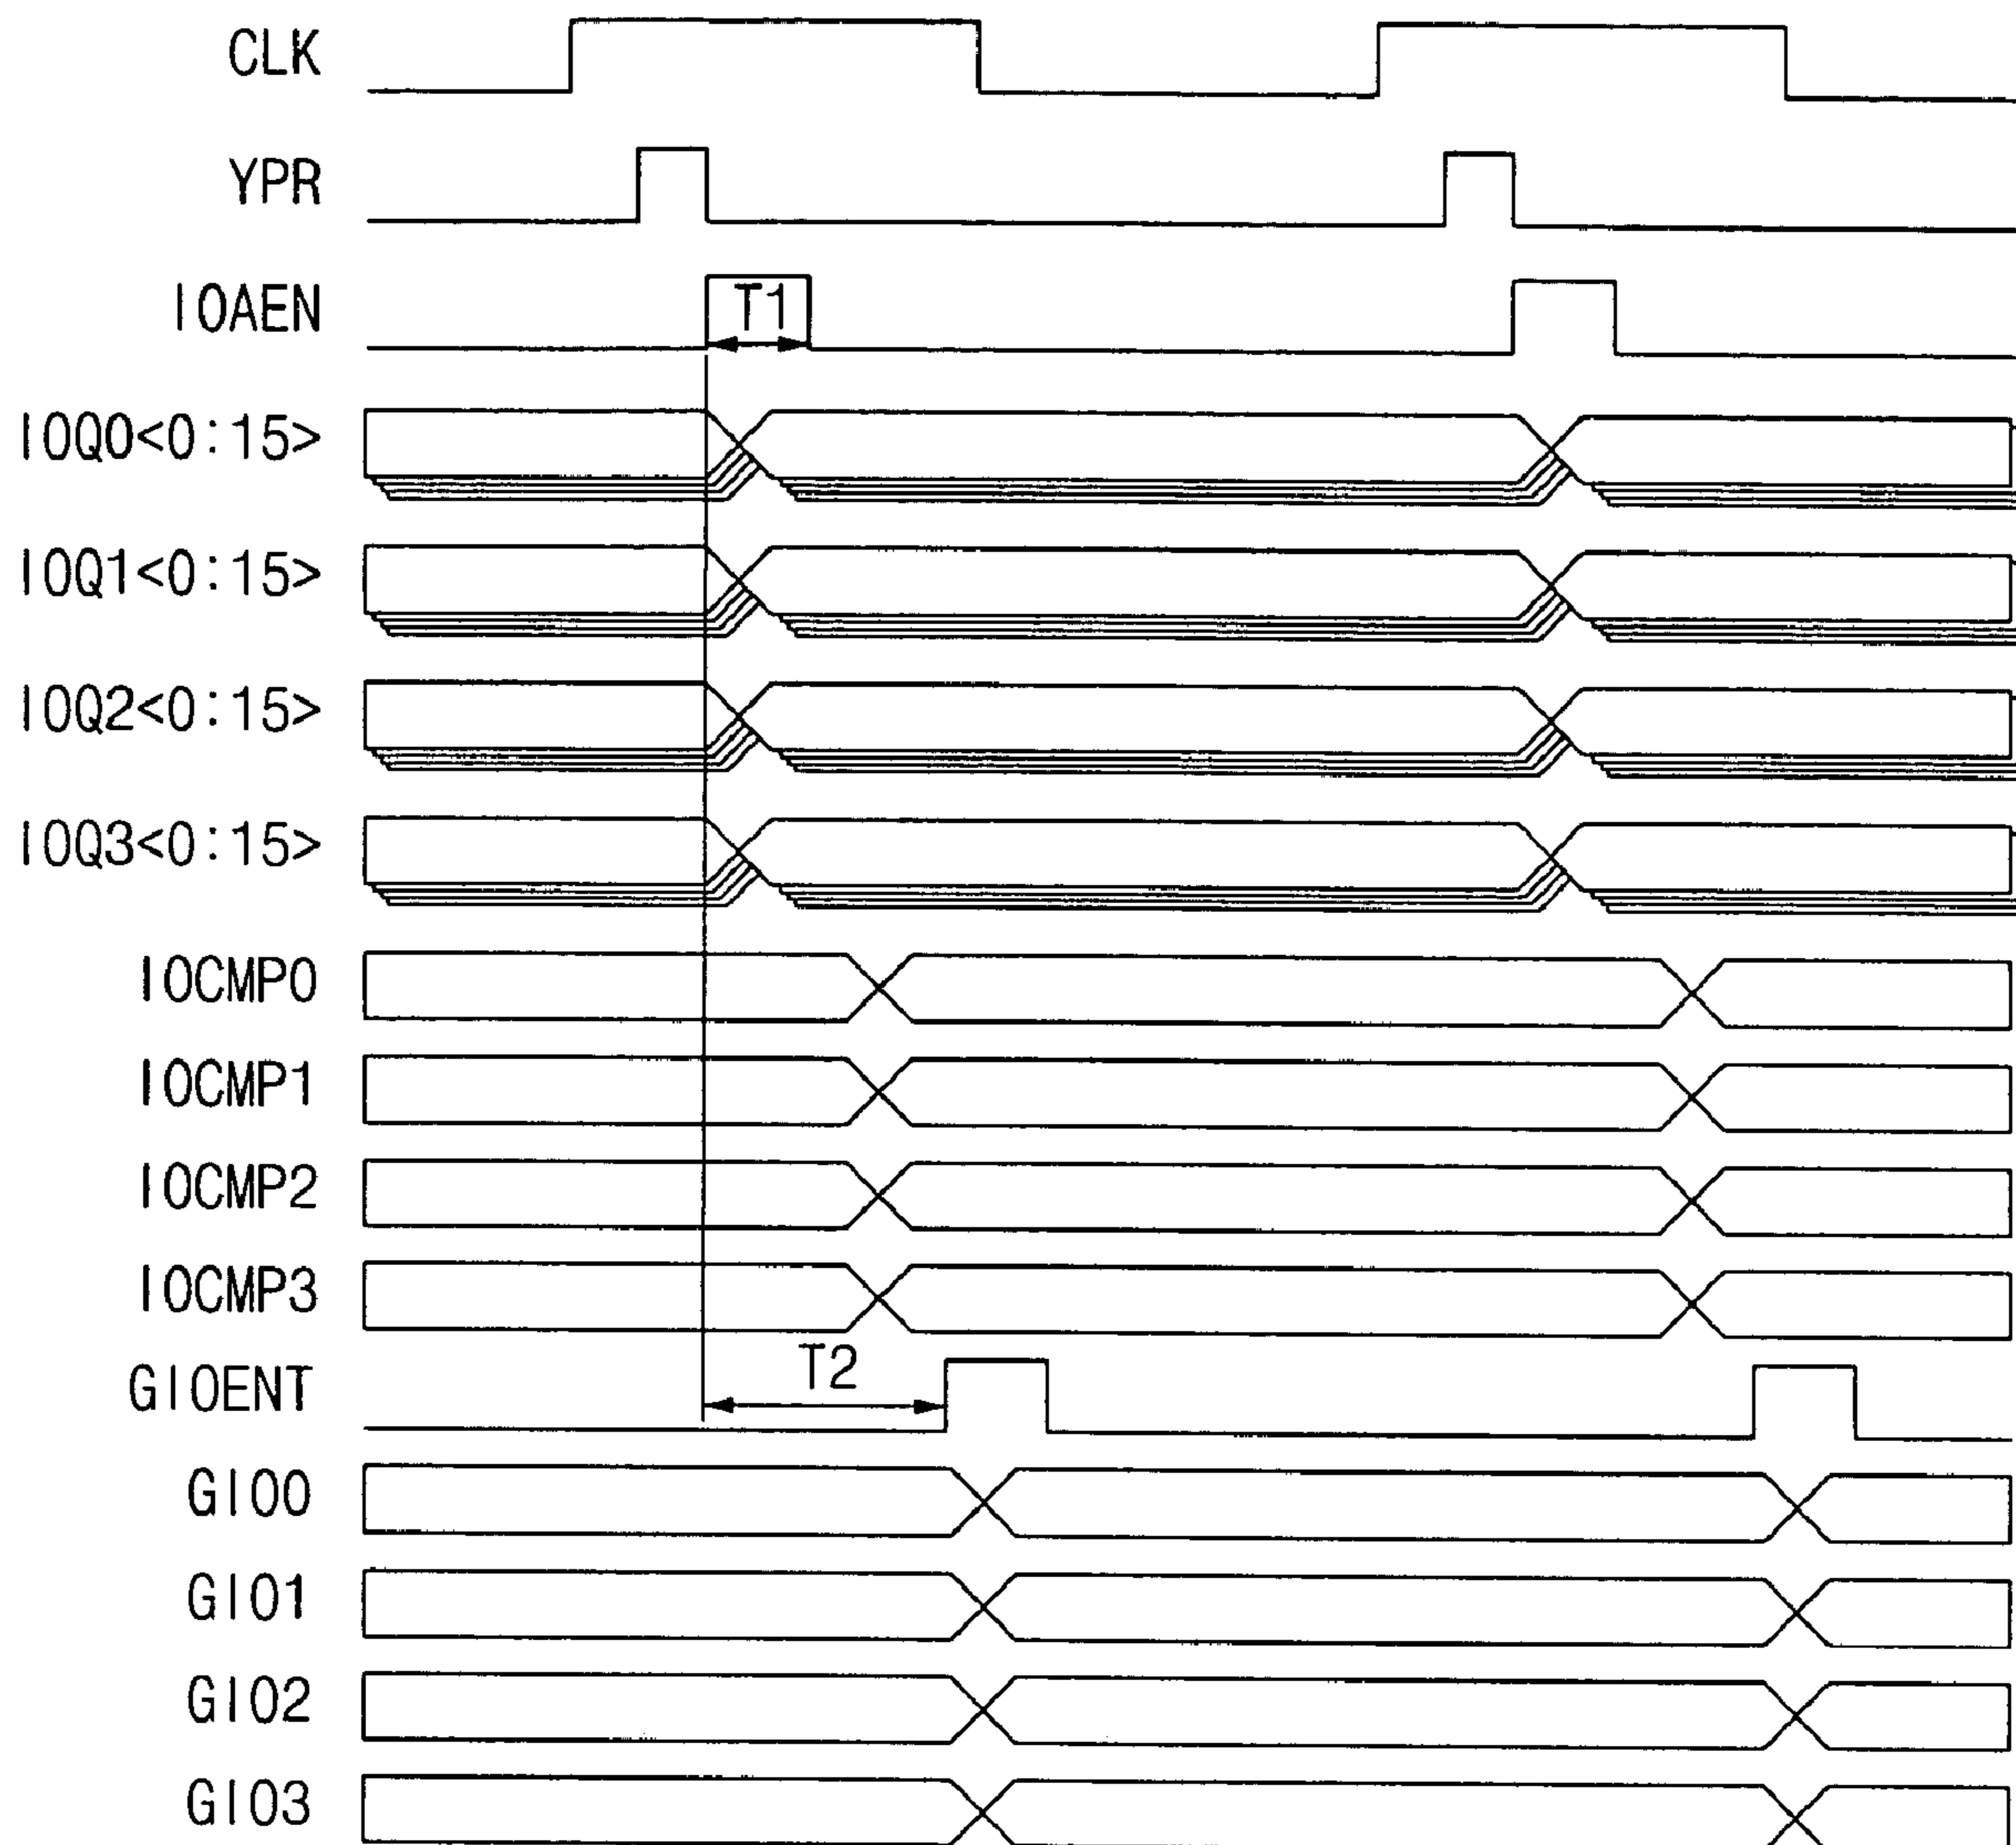 CLK
YPR
IOAEN
T1
IOQ0<0:15>
IOQ1<0:15>
IOQ2<0:15>
IOQ3<0:15>
IOCMP0
IOCMP1
IOCMP2
IOCMP3
T2
GIOENT
GIO0
GIO1
GIO2
GIO3